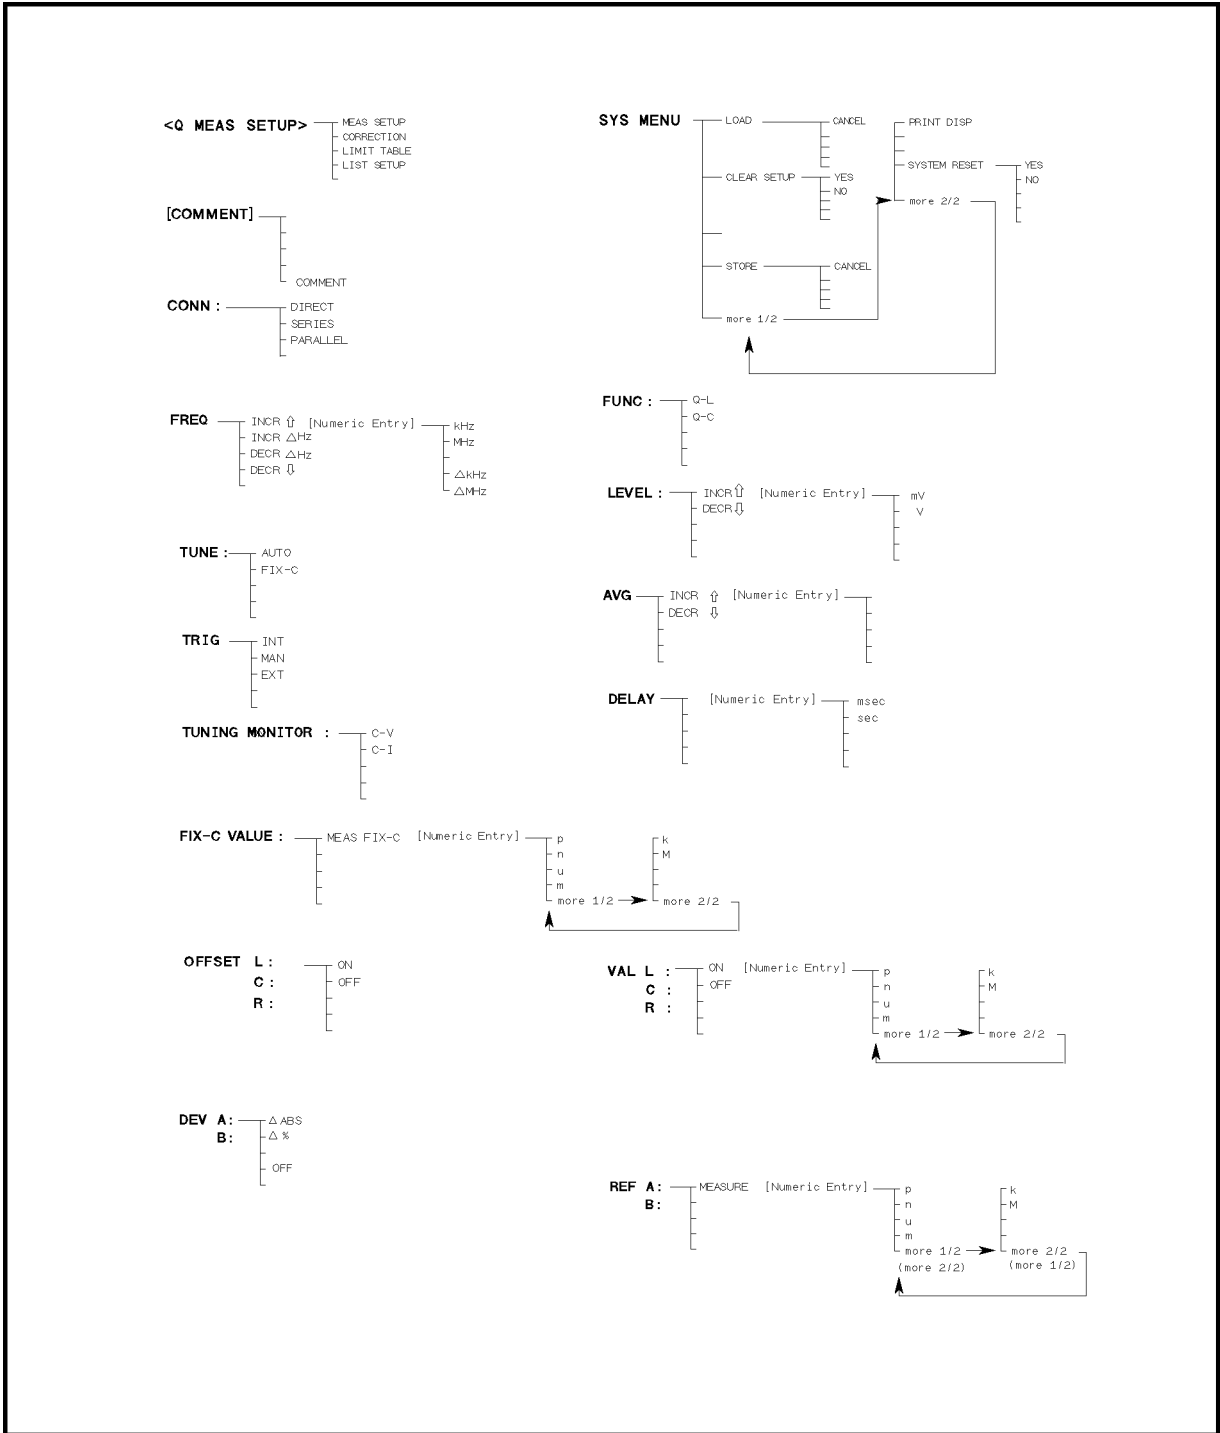 <Q MEAS SETUP>
MEAS SETUP
CORRECTION
LIMIT TABLE
LIST SETUP
[COMMENT]
COMMENT
CONN :
DIRECT
SERIES
PARALLEL
SYS MENU
LOAD
CANCEL
CLEAR SETUP
YES
NO
STORE
CANCEL
more 1/2
PRINT DISP
SYSTEM RESET
YES
NO
more 2/2
FREQ
INCR ⇧ [Numeric Entry]
INCR △Hz
DECR △Hz
DECR ⇩
kHz
MHz
△kHz
△MHz
FUNC :
Q-L
Q-C
LEVEL :
INCR ⇧ [Numeric Entry]
DECR ⇩
mV
V
TUNE :
AUTO
FIX-C
AVG
INCR ⇧ [Numeric Entry]
DECR ⇩
TRIG
INT
MAN
EXT
DELAY
[Numeric Entry]
msec
sec
TUNING MONITOR :
C-V
C-I
FIX-C VALUE :
MEAS FIX-C [Numeric Entry]
p
n
u
m
more 1/2
k
M
more 2/2
OFFSET L :
C :
R :
ON
OFF
VAL L :
C :
R :
ON [Numeric Entry]
OFF
p
n
u
m
more 1/2
k
M
more 2/2
DEV A:
B:
△ ABS
△ %
OFF
REF A:
B:
MEASURE [Numeric Entry]
p
n
u
m
more 1/2
(more 2/2)
k
M
more 2/2
(more 1/2)